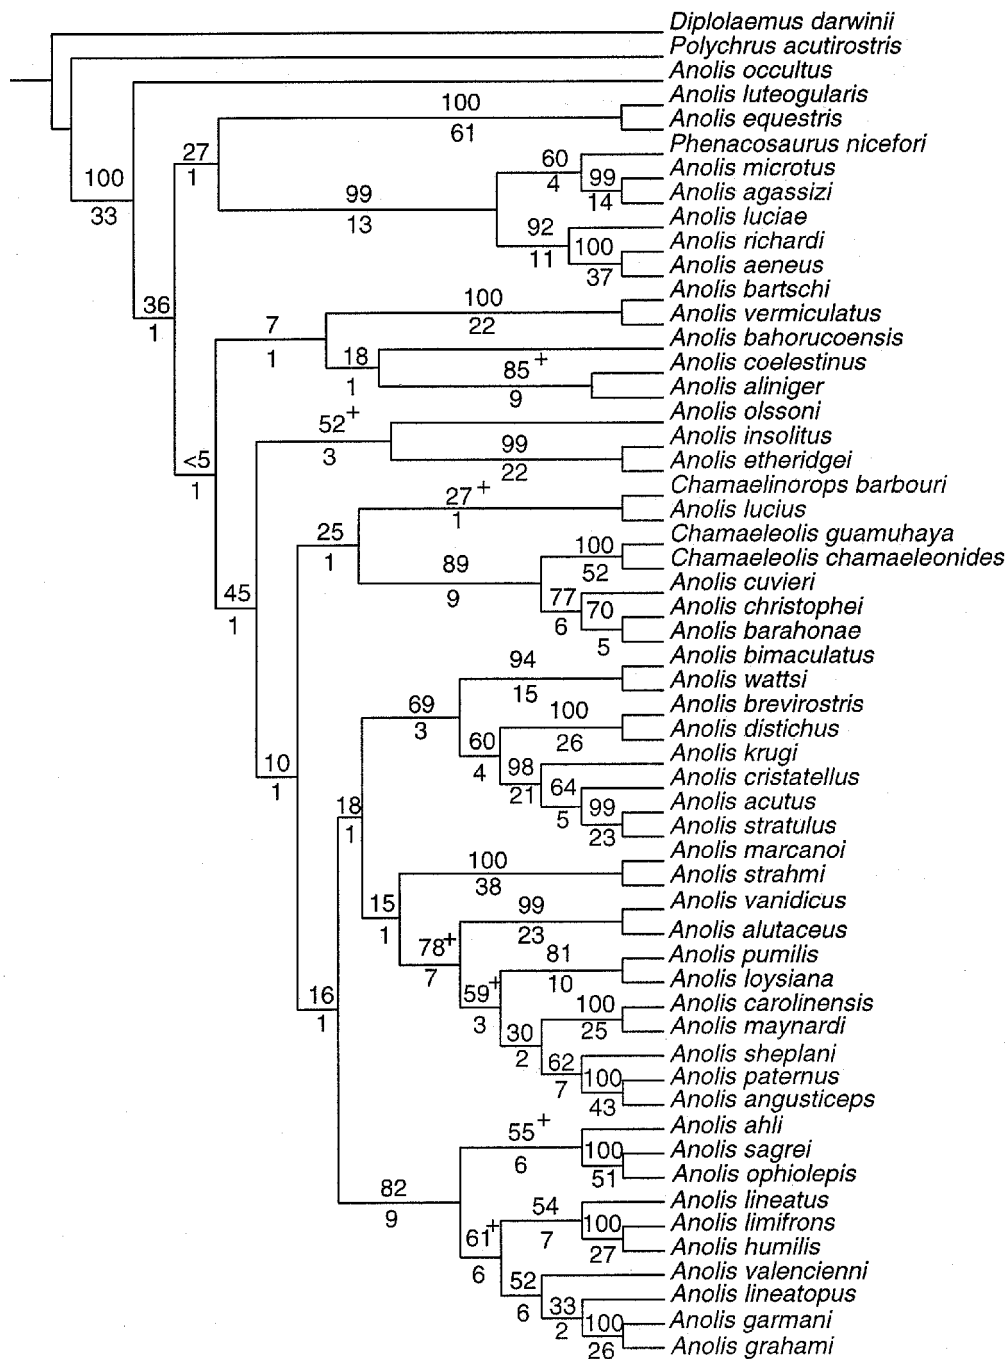 Diplolaemus darwinii
Polychrus acutirostris
Anolis occultus
Anolis luteogularis
100
Anolis equestris
61
Phenacosaurus nicefori
27
60
Anolis microtus
1
4
99
100
99
Anolis agassizi
14
33
13
Anolis luciae
92
Anolis richardi
100
11
Anolis aeneus
37
Anolis bartschi
36
7
100
Anolis vermiculatus
1
1
22
Anolis bahorucoensis
18
Anolis coelestinus
85+
1
Anolis aliniger
9
Anolis olssoni
52+
Anolis insolitus
99
<5
3
Anolis etheridgei
22
1
Chamaelinorops barbouri
27+
Anolis lucius
1
25
Chamaeleolis guamuhaya
100
1
89
Chamaeleolis chamaeleonides
52
Anolis cuvieri
45
9
77
Anolis christophei
70
1
6
Anolis barahonae
5
Anolis bimaculatus
94
Anolis wattsi
15
69
Anolis brevirostris
100
3
Anolis distichus
60
26
Anolis krugi
10
4
98
Anolis cristatellus
64
1
21
Anolis acutus
18
99
5
Anolis stratulus
1
23
Anolis marcanoi
100
Anolis strahmi
38
15
Anolis vanidicus
99
1
Anolis alutaceus
78+
23
Anolis pumilis
81
7
Anolis loysiana
16
59+
10
Anolis carolinensis
100
1
3
30
Anolis maynardi
25
2
Anolis sheplani
62
Anolis paternus
100
7
Anolis angusticeps
43
Anolis ahli
55+
Anolis sagrei
100
6
Anolis ophiolepis
51
82
Anolis lineatus
54
9
Anolis limifrons
100
61+
7
Anolis humilis
27
6
Anolis valencienni
52
Anolis lineatopus
6
33
Anolis garmani
100
2
Anolis grahami
26